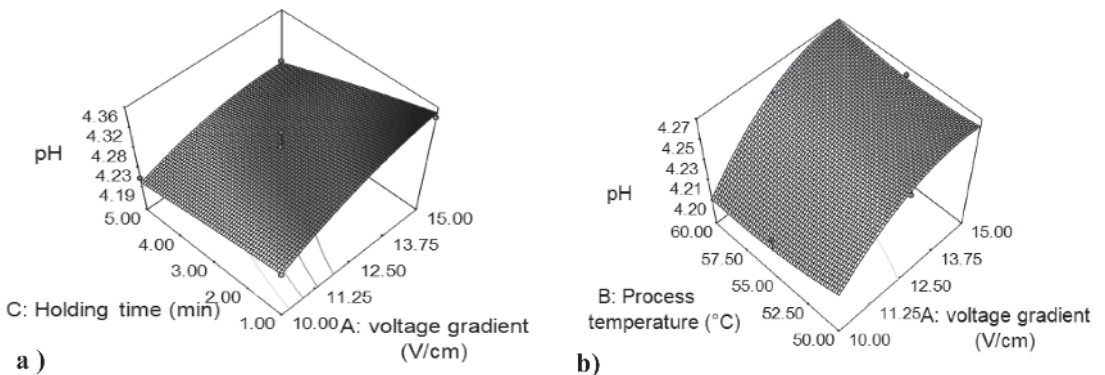 4.36
4.32
4.28
4.23
4.19
pH
5.00
4.00
3.00
2.00
1.00
15.00
13.75
12.50
11.25
10.00
C: Holding time (min)
A: voltage gradient
(V/cm)
a )
4.27
4.25
4.23
4.21
4.20
pH
60.00
57.50
55.00
52.50
50.00
15.00
13.75
12.50
11.25
10.00
B: Process
temperature (°C)
A: voltage gradient
(V/cm)
b)